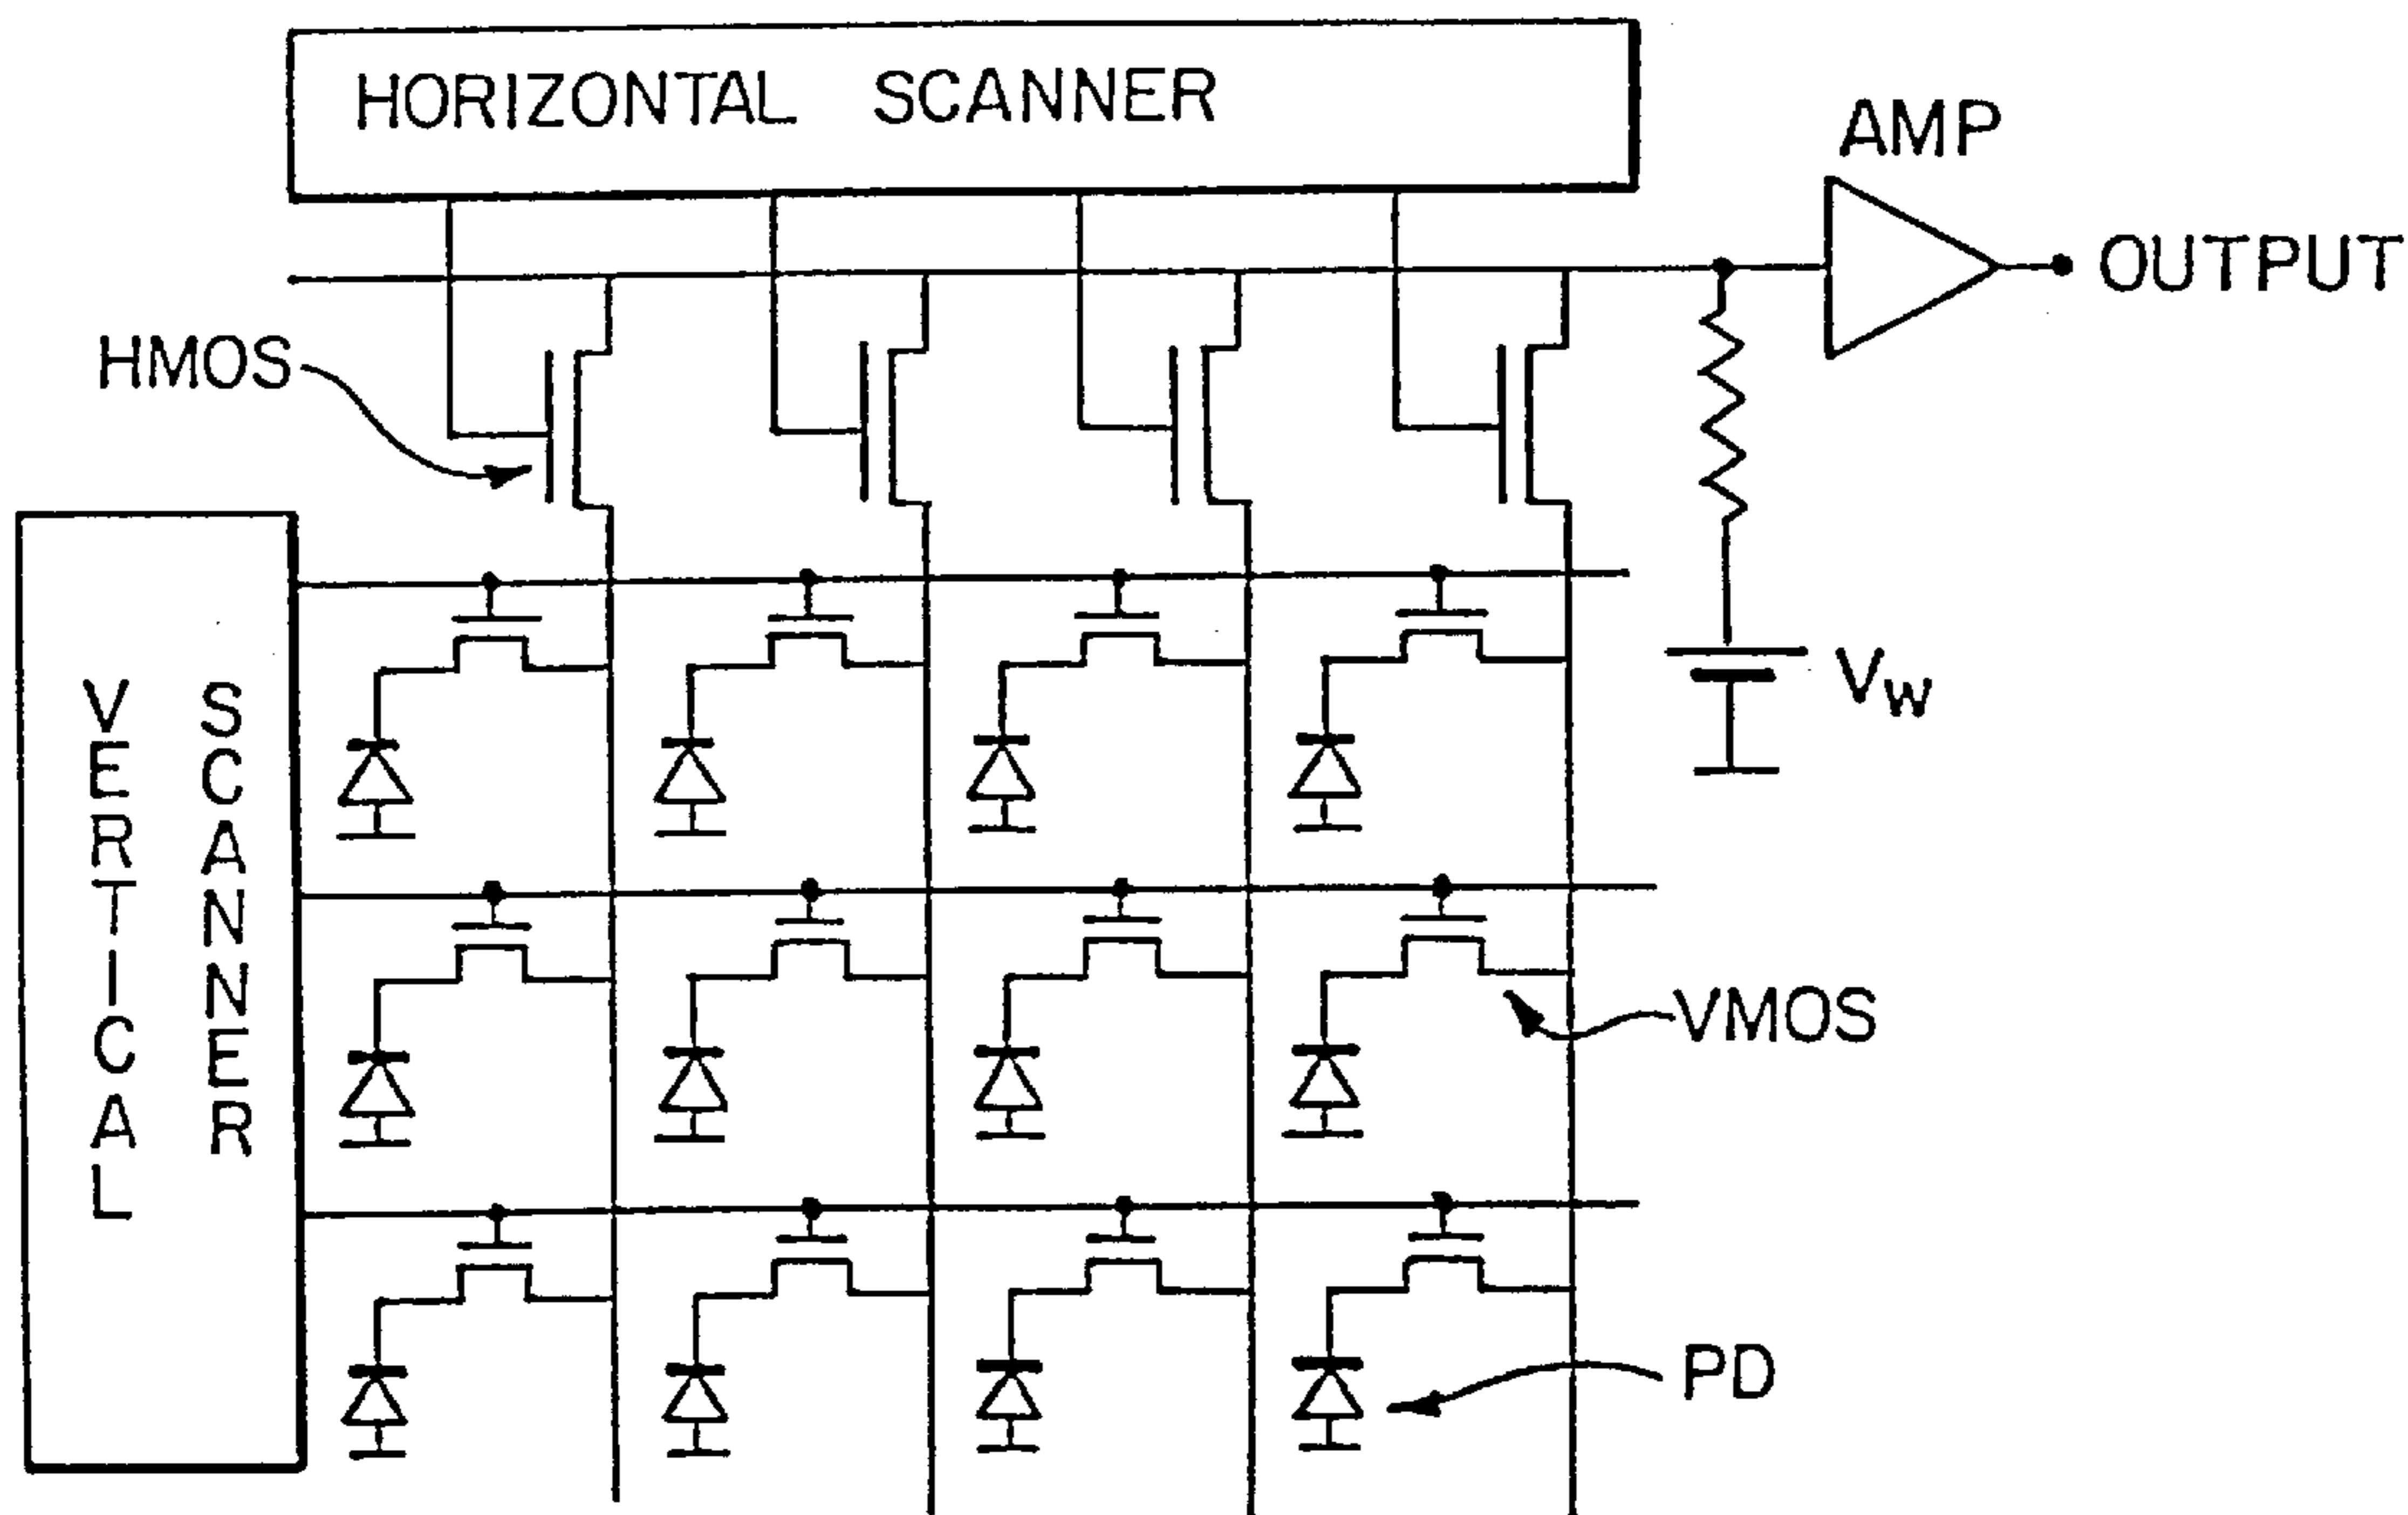 HORIZONTAL SCANNER
AMP
OUTPUT
HMOS
VERTICAL
SCANNER
VW
VMOS
PD